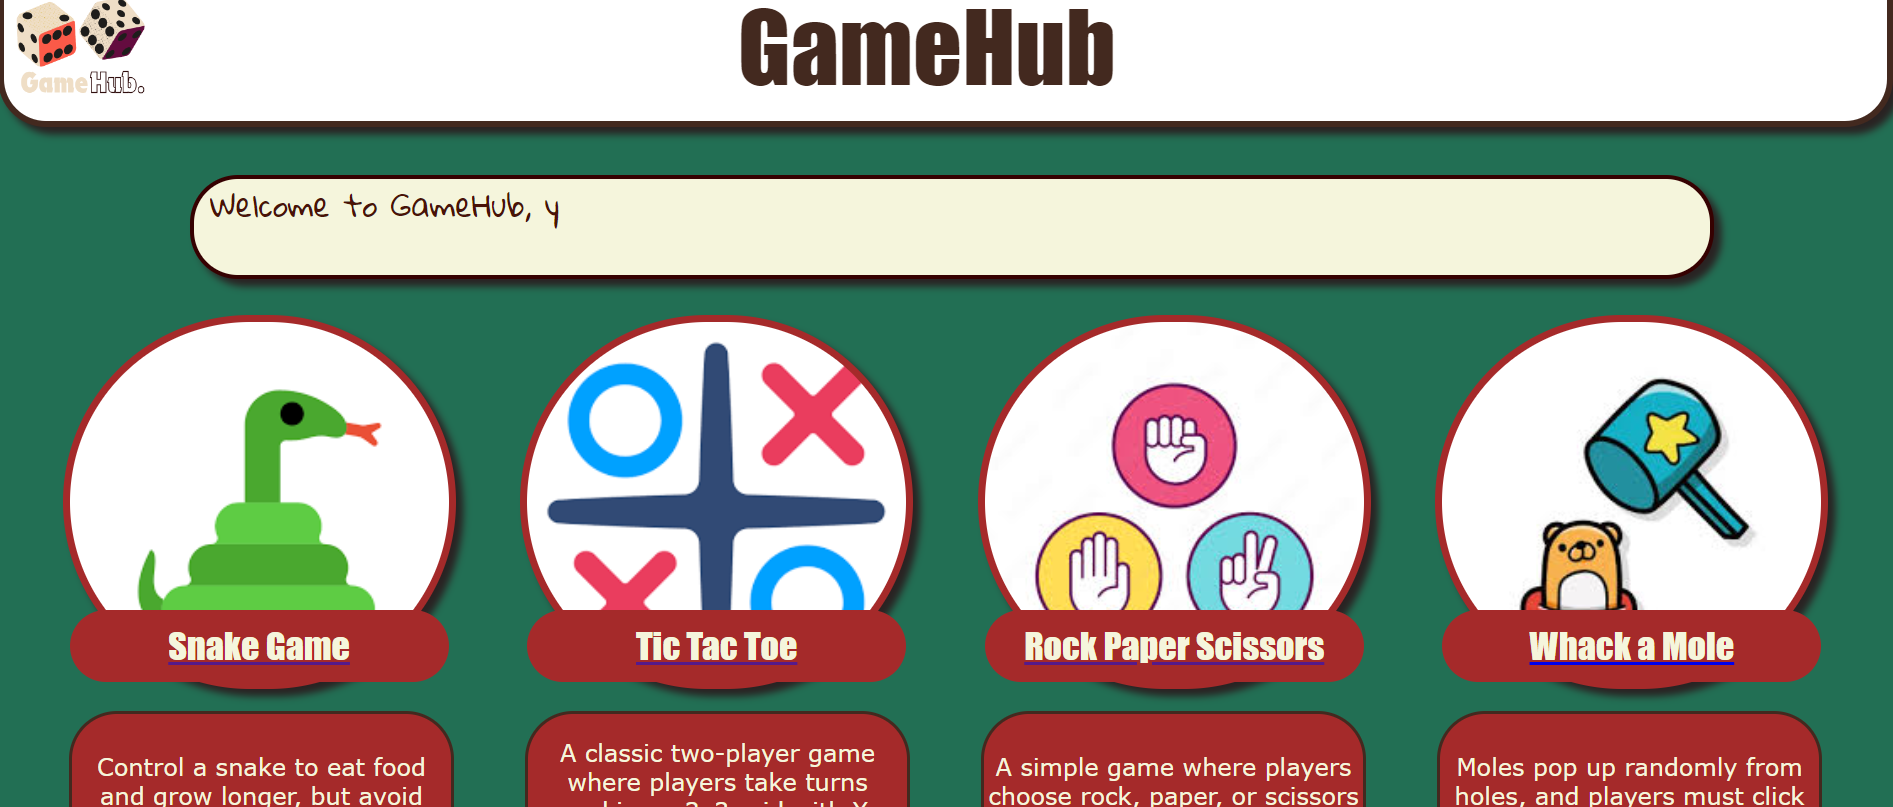 GameHub
GameHub.
Welcome to GameHub, y
Snake Game
Tic Tac Toe
Rock Paper Scissors
Whack a Mole
Control a snake to eat food
and grow longer, but avoid
A classic two-player game
where players take turns
A simple game where players
choose rock, paper, or scissors
Moles pop up randomly from
holes, and players must click